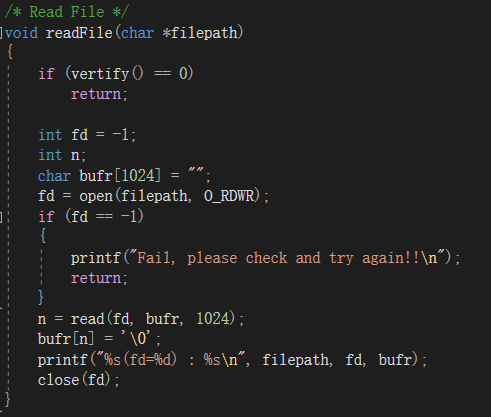 /* Read File */
void readFile(char *filepath)
{
    if (vertify() == 0)
        return;

    int fd = -1;
    int n;
    char bufr[1024] = "";
    fd = open(filepath, O_RDWR);
    if (fd == -1)
    {
        printf("Fail, please check and try again!!\n");
        return;
    }
    n = read(fd, bufr, 1024);
    bufr[n] = '\0';
    printf("%s(fd=%d) : %s\n", filepath, fd, bufr);
    close(fd);
}